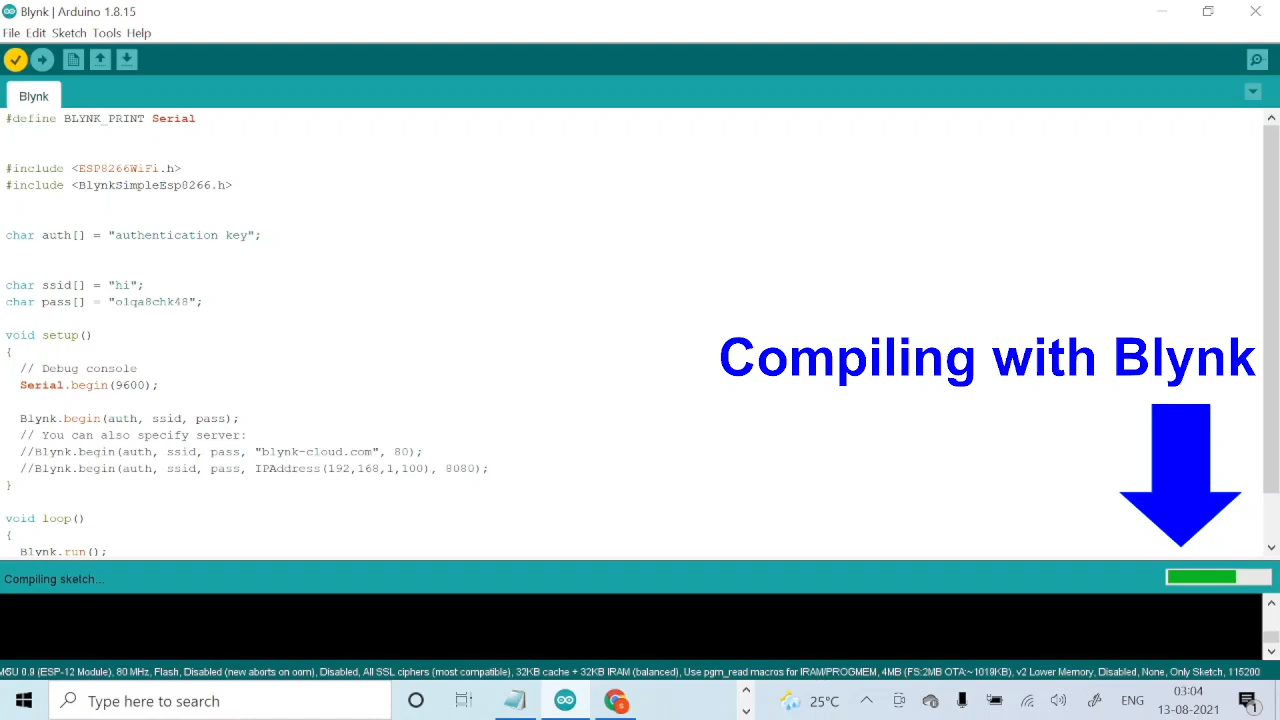 Blynk | Arduino 1.8.15
File Edit Sketch Tools Help
Blynk
#define BLYNK_PRINT Serial
#include <ESP8266WiFi.h>
#include <BlynkSimpleEsp8266.h>
char auth[] = "authentication key";
char ssid[] = "hi";
char pass[] = "olqa8chk48";
void setup()
{
// Debug console
Serial.begin(9600);
Blynk.begin(auth, ssid, pass);
// You can also specify server:
//Blynk.begin(auth, ssid, pass, "blynk-cloud.com", 80);
//Blynk.begin(auth, ssid, pass, IPAddress(192,168,1,100), 8080);
}
void loop()
{
Blynk.run();
Compiling with Blynk
Compiling sketch...
0.9 (ESP-12 Module), 80 MHz, Flash, Disabled (new aborts on oom), Disabled, All SSL ciphers (most compatible), 32KB cache + 32KB IRAM (balanced), Use pgm_read macros for IRAM/PROGMEM, 4MB (FS:2MB OTA:~1019KB), v2 Lower Memory, Disabled, None, Only Sketch, 115200
Type here to search
25°C
ENG
03:04
13-08-2021
1